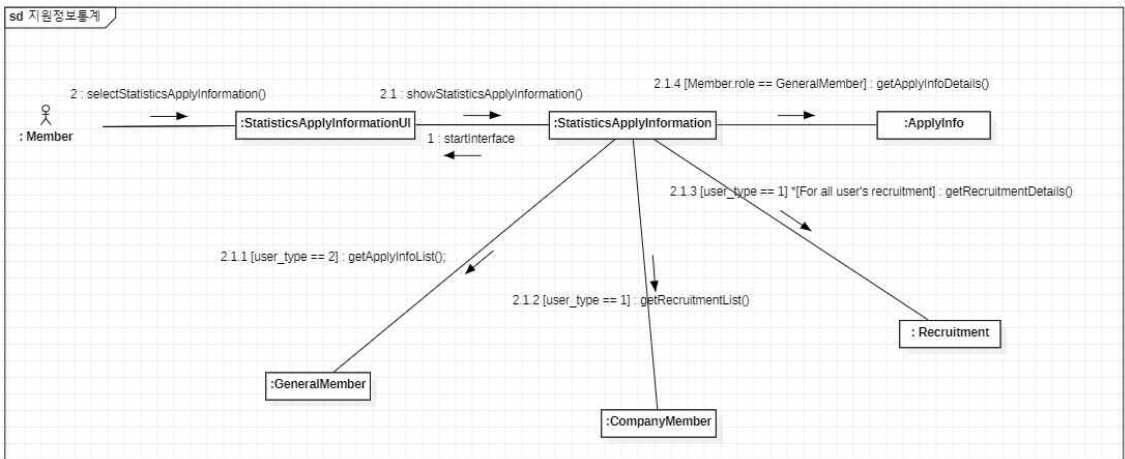 sd 지원정보통계
2 : selectStatisticsApplyInformation()
2.1 : showStatisticsApplyInformation()
2.1.4 [Member.role == GeneralMember] : getApplyInfoDetails()
: Member
:StatisticsApplyInformationUI
:StatisticsApplyInformation
:ApplyInfo
1 : startInterface
2.1.3 [user_type == 1] *[For all user's recruitment] : getRecruitmentDetails()
2.1.1 [user_type == 2] : getApplyInfoList();
2.1.2 [user_type == 1] : getRecruitmentList()
: Recruitment
:GeneralMember
:CompanyMember